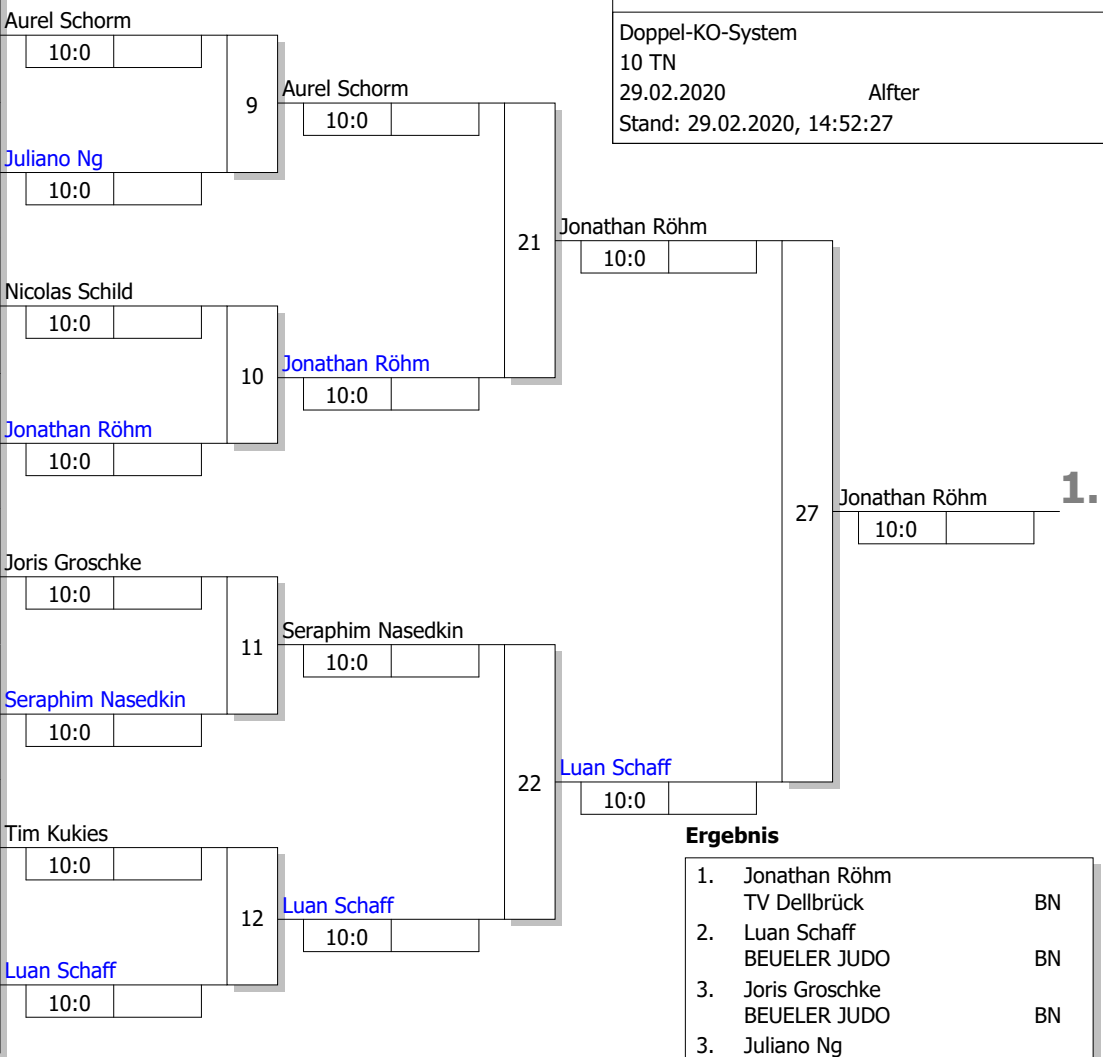 Aurel Schorm
10:0
Doppel-KO-System
10 TN
29.02.2020 Alfter
Stand: 29.02.2020, 14:52:27
9
Aurel Schorm
10:0
Juliano Ng
10:0
21
Jonathan Röhm
10:0
Nicolas Schild
10:0
10
Jonathan Röhm
10:0
Jonathan Röhm
10:0
27
Jonathan Röhm
10:0
1.
Joris Groschke
10:0
11
Seraphim Nasedkin
10:0
Seraphim Nasedkin
10:0
22
Luan Schaff
10:0
Tim Kukies
10:0
12
Luan Schaff
10:0
Luan Schaff
10:0
Ergebnis
1. Jonathan Röhm
TV Dellbrück BN
2. Luan Schaff
BEUELER JUDO BN
3. Joris Groschke
BEUELER JUDO BN
3. Juliano Ng